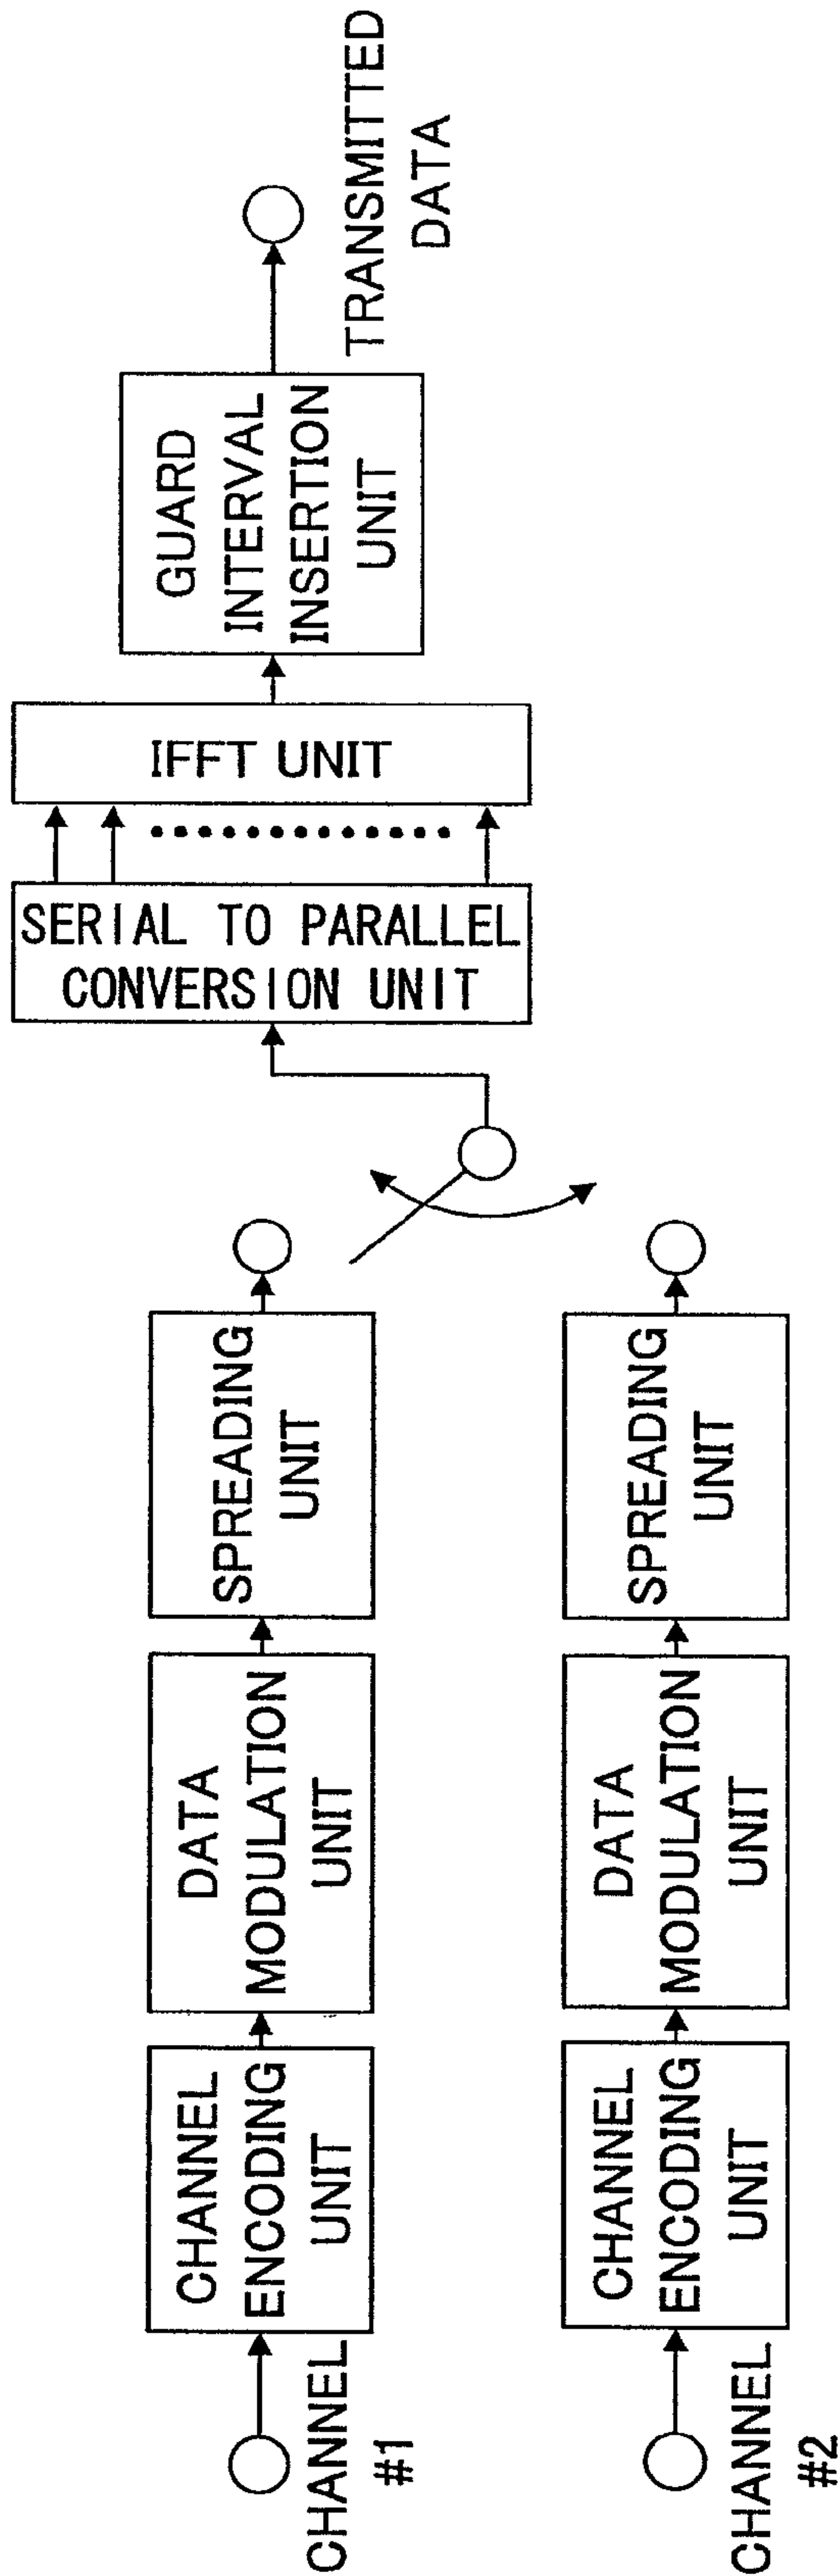 CHANNEL
#1
CHANNEL
ENCODING
UNIT
DATA
MODULATION
UNIT
SPREADING
UNIT
CHANNEL
#2
CHANNEL
ENCODING
UNIT
DATA
MODULATION
UNIT
SPREADING
UNIT
SERIAL TO PARALLEL
CONVERSION UNIT
IFFT UNIT
GUARD
INTERVAL
INSERTION
UNIT
TRANSMITTED
DATA